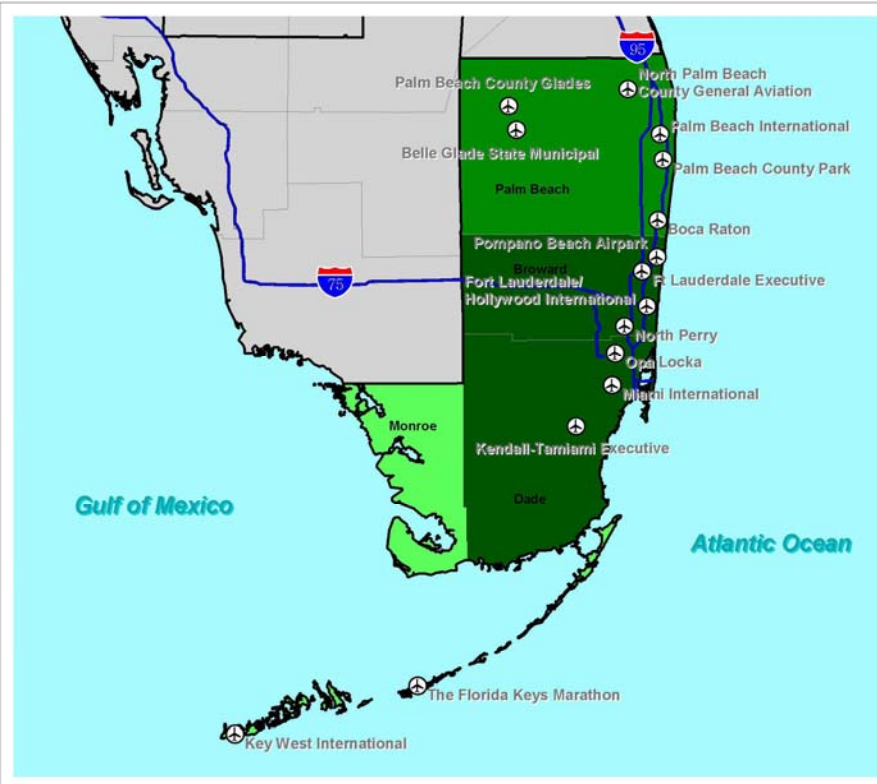 95
North Palm Beach
County General Aviation
Palm Beach County Glades
Palm Beach International
Belle Glade State Municipal
Palm Beach County Park
Palm Beach
Boca Raton
Pompano Beach Airpark
Broward
75
Fort Lauderdale/
Hollywood International
Ft Lauderdale Executive
North Perry
Opa Locka
Miami International
Monroe
Kendall-Tamiami Executive
Dade
Gulf of Mexico
Atlantic Ocean
The Florida Keys Marathon
Key West International